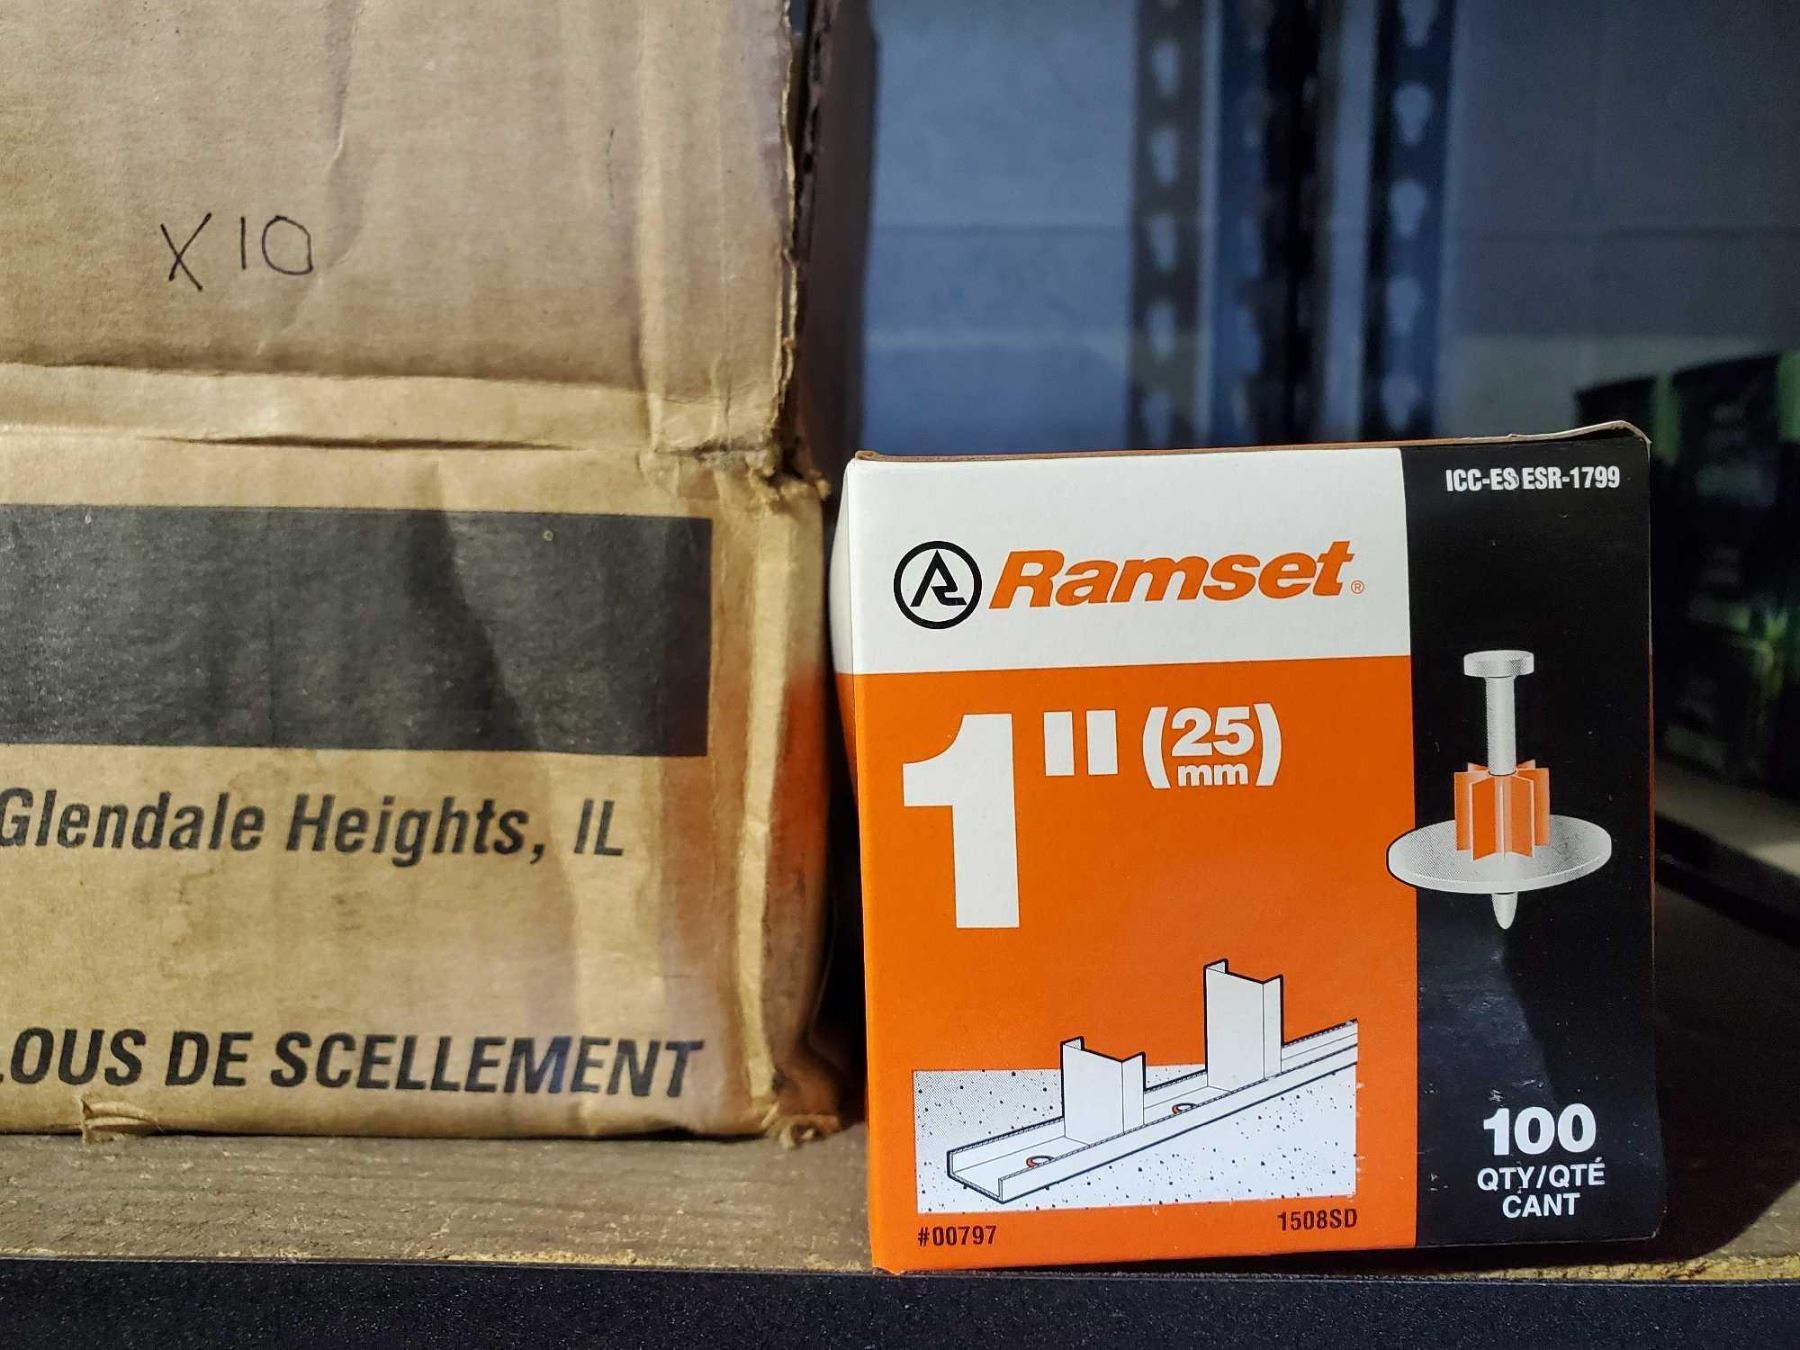 X10
Glendale Heights, IL
OUS DE SCELLEMENT
ICC-ES ESR-1799
Ramset®
1" (25 mm)
100
QTY/QTÉ
CANT
#00797
1508SD